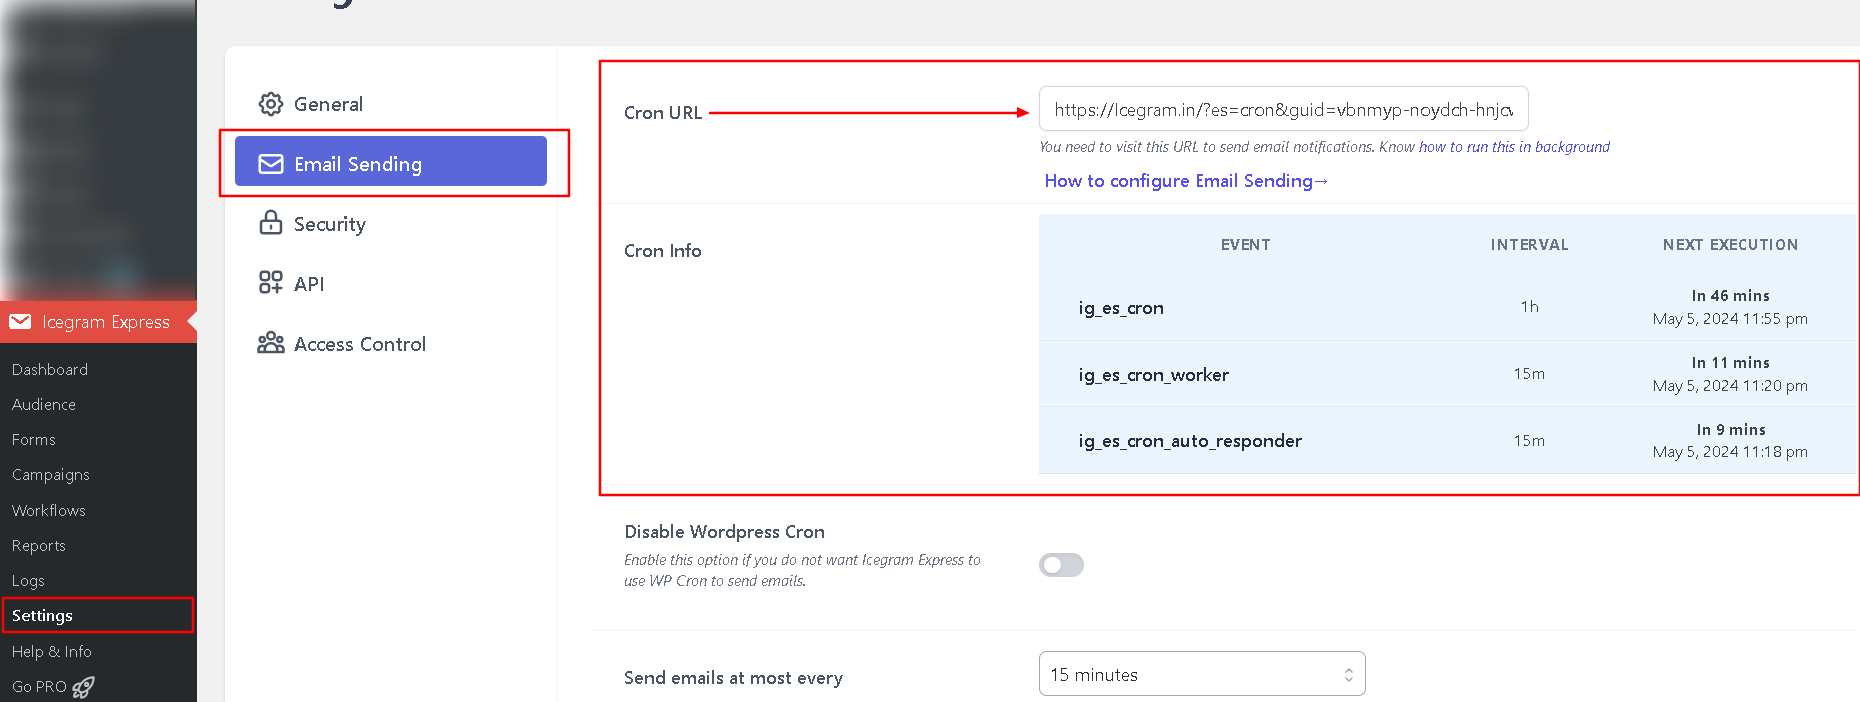 Icegram Express
Dashboard
Audience
Forms
Campaigns
Workflows
Reports
Logs
Settings
Help & Info
Go PRO
General
Email Sending
Security
API
Access Control
Cron URL
https://Icegram.in/?es=cron&guid=vbnmyp-noydch-hnjcv
You need to visit this URL to send email notifications. Know how to run this in background
How to configure Email Sending→
Cron Info
EVENT INTERVAL NEXT EXECUTION
ig_es_cron 1h In 46 mins
May 5, 2024 11:55 pm
ig_es_cron_worker 15m In 11 mins
May 5, 2024 11:20 pm
ig_es_cron_auto_responder 15m In 9 mins
May 5, 2024 11:18 pm
Disable Wordpress Cron
Enable this option if you do not want Icegram Express to
use WP Cron to send emails.
Send emails at most every
15 minutes